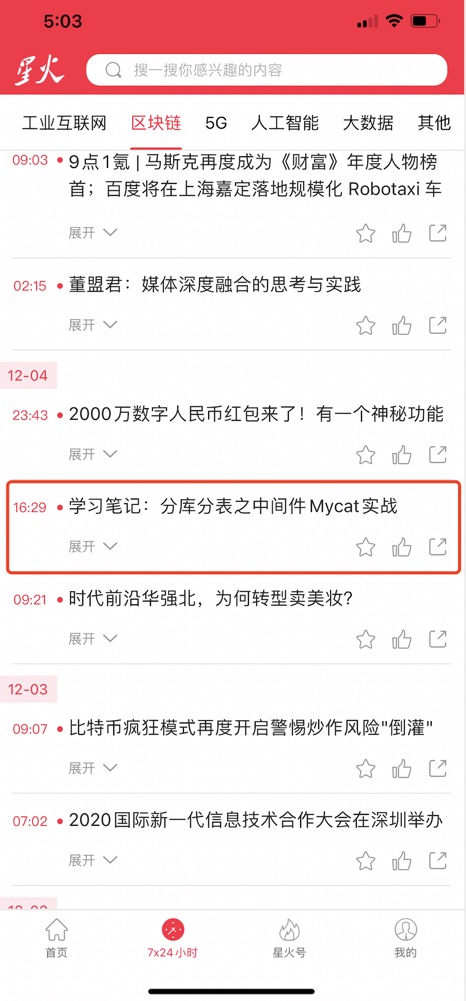 5:03
星火
搜一搜你感兴趣的内容
工业互联网 区块链 5G 人工智能 大数据 其他
09:03 9点1氪 | 马斯克再度成为《财富》年度人物榜
首；百度将在上海嘉定落地规模化 Robotaxi 车
展开
02:15 董盟君：媒体深度融合的思考与实践
展开
12-04
23:43 2000万数字人民币红包来了！有一个神秘功能
展开
16:29 学习笔记：分库分表之中间件Mycat实战
展开
09:21 时代前沿华强北，为何转型卖美妆？
展开
12-03
09:07 比特币疯狂模式再度开启警惕炒作风险"倒灌"
展开
07:02 2020国际新一代信息技术合作大会在深圳举办
展开
首页 7x24小时 星火号 我的